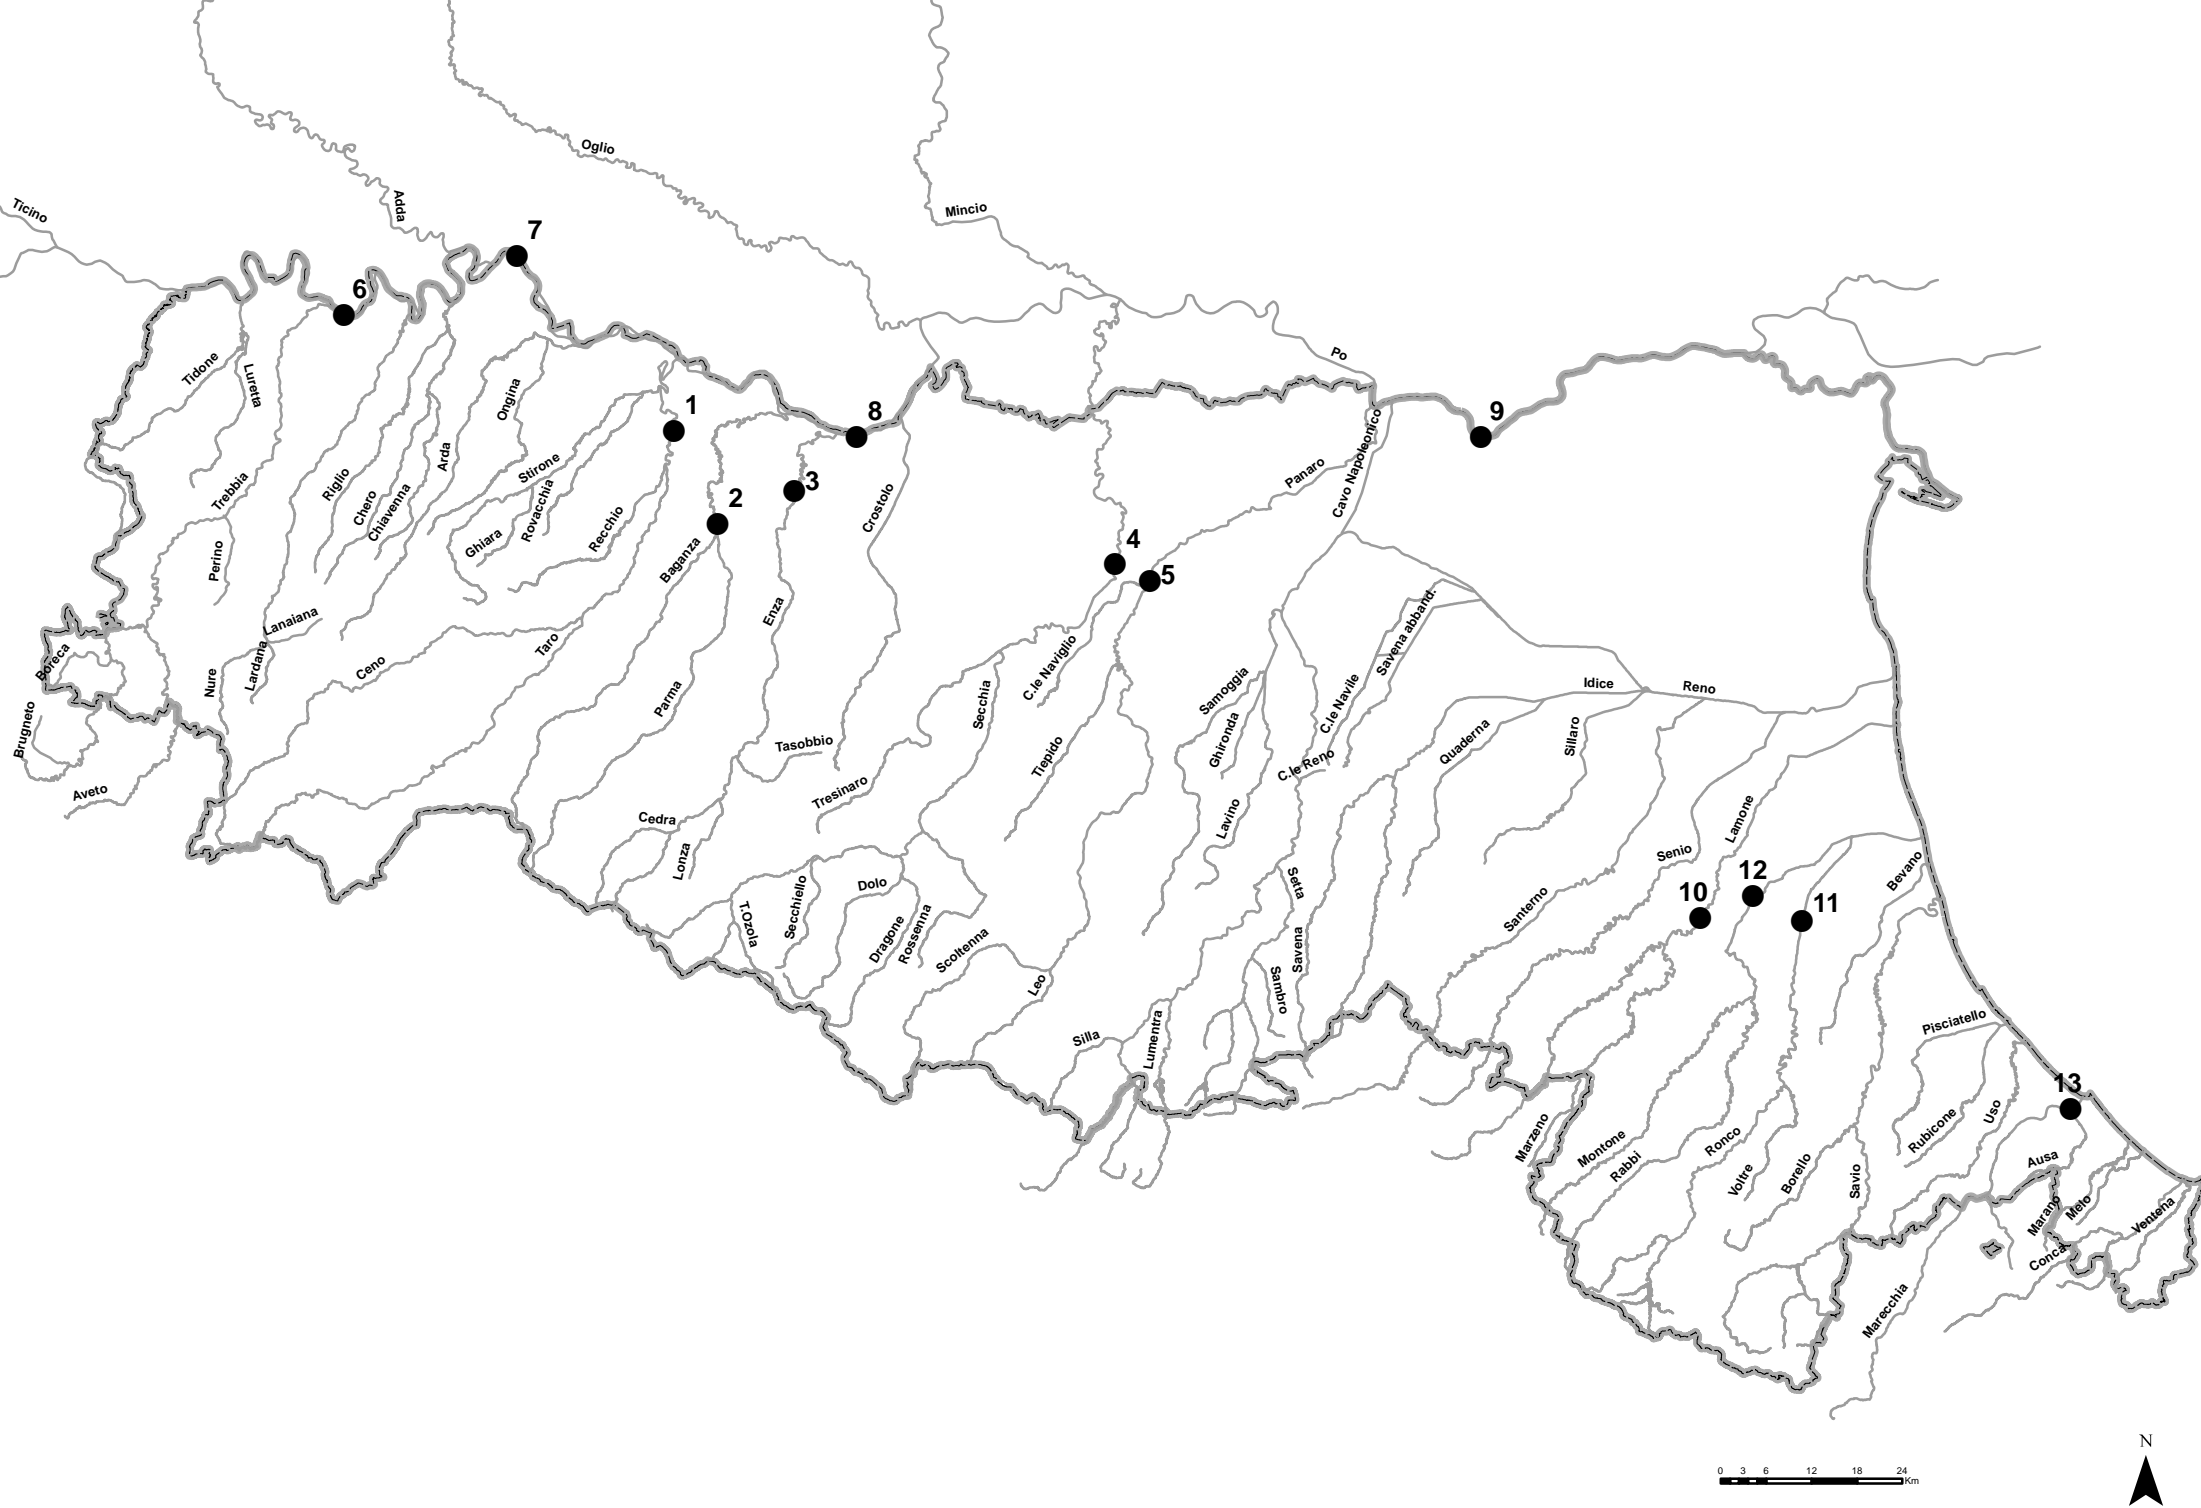 Oglio
Adda
Ticino
Mincio
7
6
Po
Tidone
Luretta
Ongina
1
8
9
Cavo Napoleonico
Arda
Stirone
Riglio
Trebbia
Chero
Chiavenna
Rovacchia
Recchio
Ghiara
2
3
Crostolo
Panaro
4
5
Perino
Baganza
Enza
Lanaiana
Lardana
Boreca
Nure
Ceno
Taro
Parma
C.le Naviglio
Secchia
Samoggia
Savena abband.
C.le Navile
Idice
Reno
Brugneto
Ghironda
Quaderna
Sillaro
Tasobbio
Tiepido
C.le Reno
Aveto
Tresinaro
Cedra
Lonza
Lavino
Lamone
Senio
Bevano
12
10
11
Setta
Dolo
Secchiello
T.Ozola
Dragone
Rossenna
Scoltenna
Savena
Santerno
Leo
Sambro
Silla
Lumentra
Pisciatello
13
Marzeno
Montone
Rabbi
Ronco
Voltre
Borello
Savio
Rubicone
Uso
Ausa
Marano
Melo
Ventena
Conca
Marecchia
N
0 3 6 12 18 24
Km